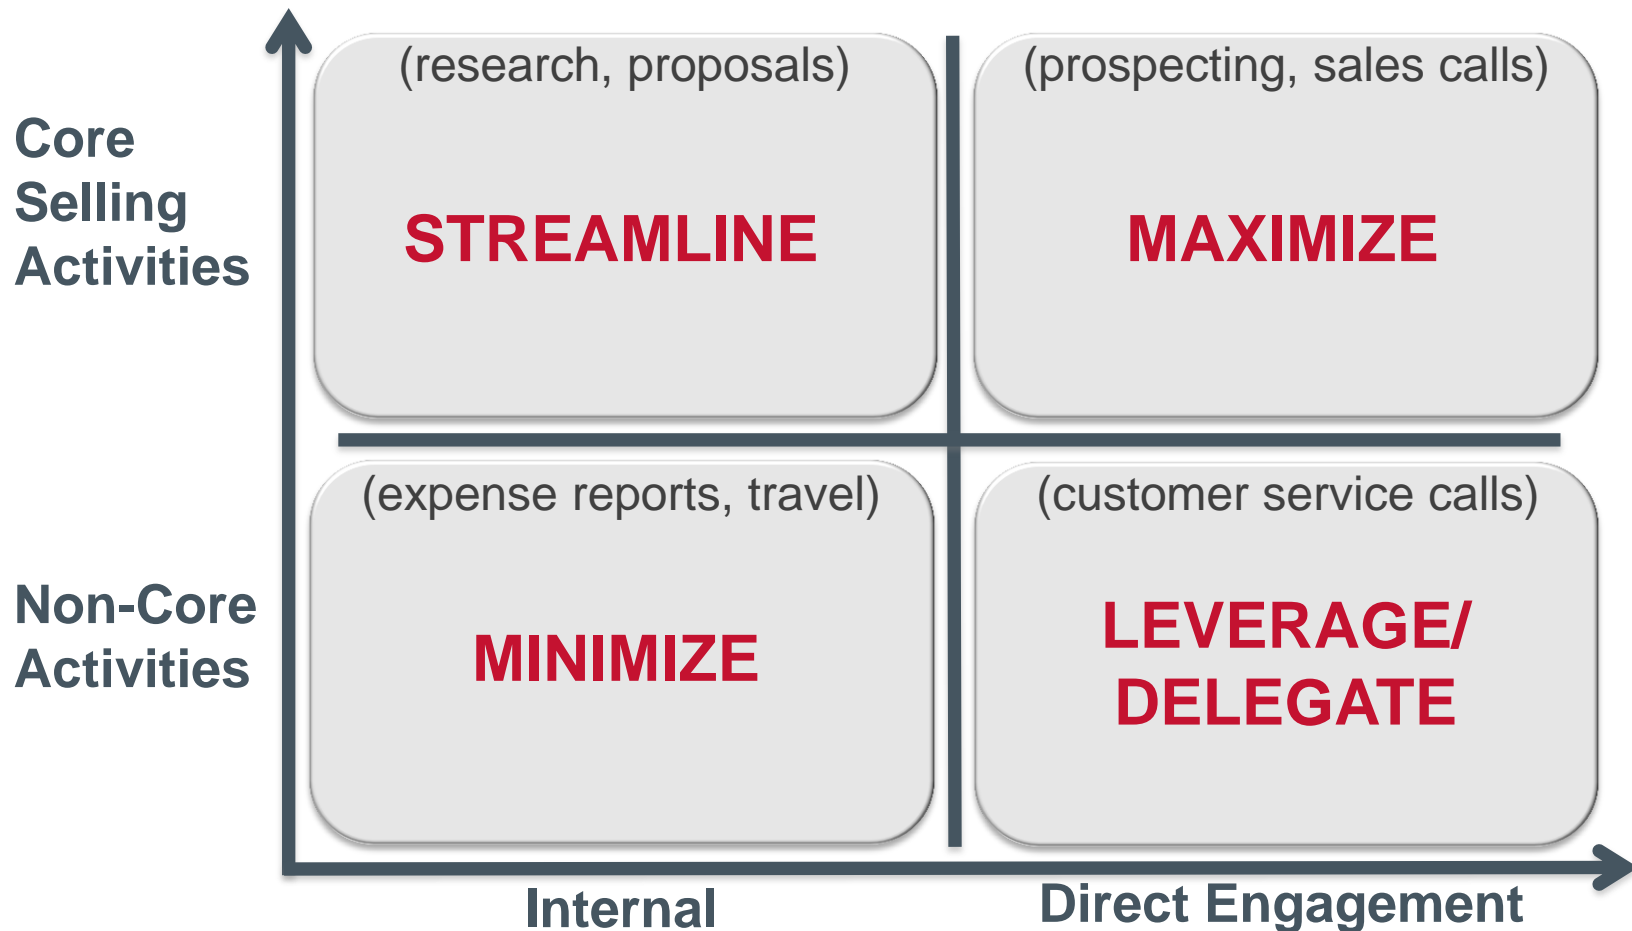 Core
Selling
Activities
(research, proposals)
STREAMLINE
(prospecting, sales calls)
MAXIMIZE
Non-Core
Activities
(expense reports, travel)
MINIMIZE
(customer service calls)
LEVERAGE/
DELEGATE
Internal
Direct Engagement